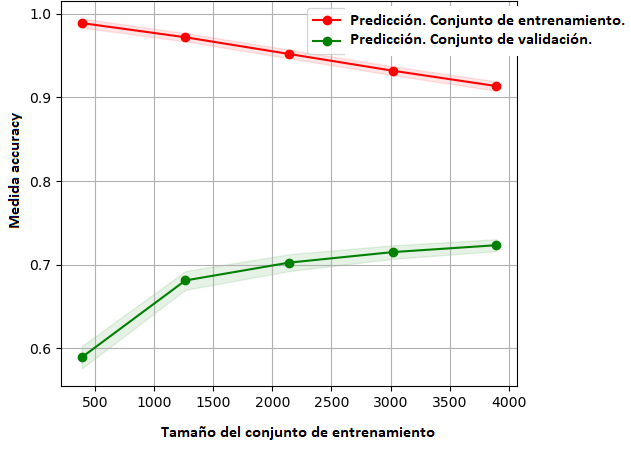 Predicción. Conjunto de entrenamiento.
Predicción. Conjunto de validación.
1.0
0.9
0.8
0.7
0.6
Medida accuracy
500 1000 1500 2000 2500 3000 3500 4000
Tamaño del conjunto de entrenamiento